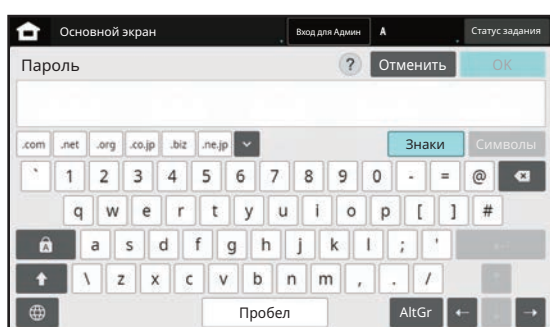 Основной экран Вход для Админ A Статус задания
Пароль ? Отменить OK
.com .net .org .co.jp .biz .ne.jp Знаки Символы
` 1 2 3 4 5 6 7 8 9 0 - = @
q w e r t y u i o p [ ] #
A a s d f g h j k l ; '
\ z x c v b n m , . /
Пробел AltGr